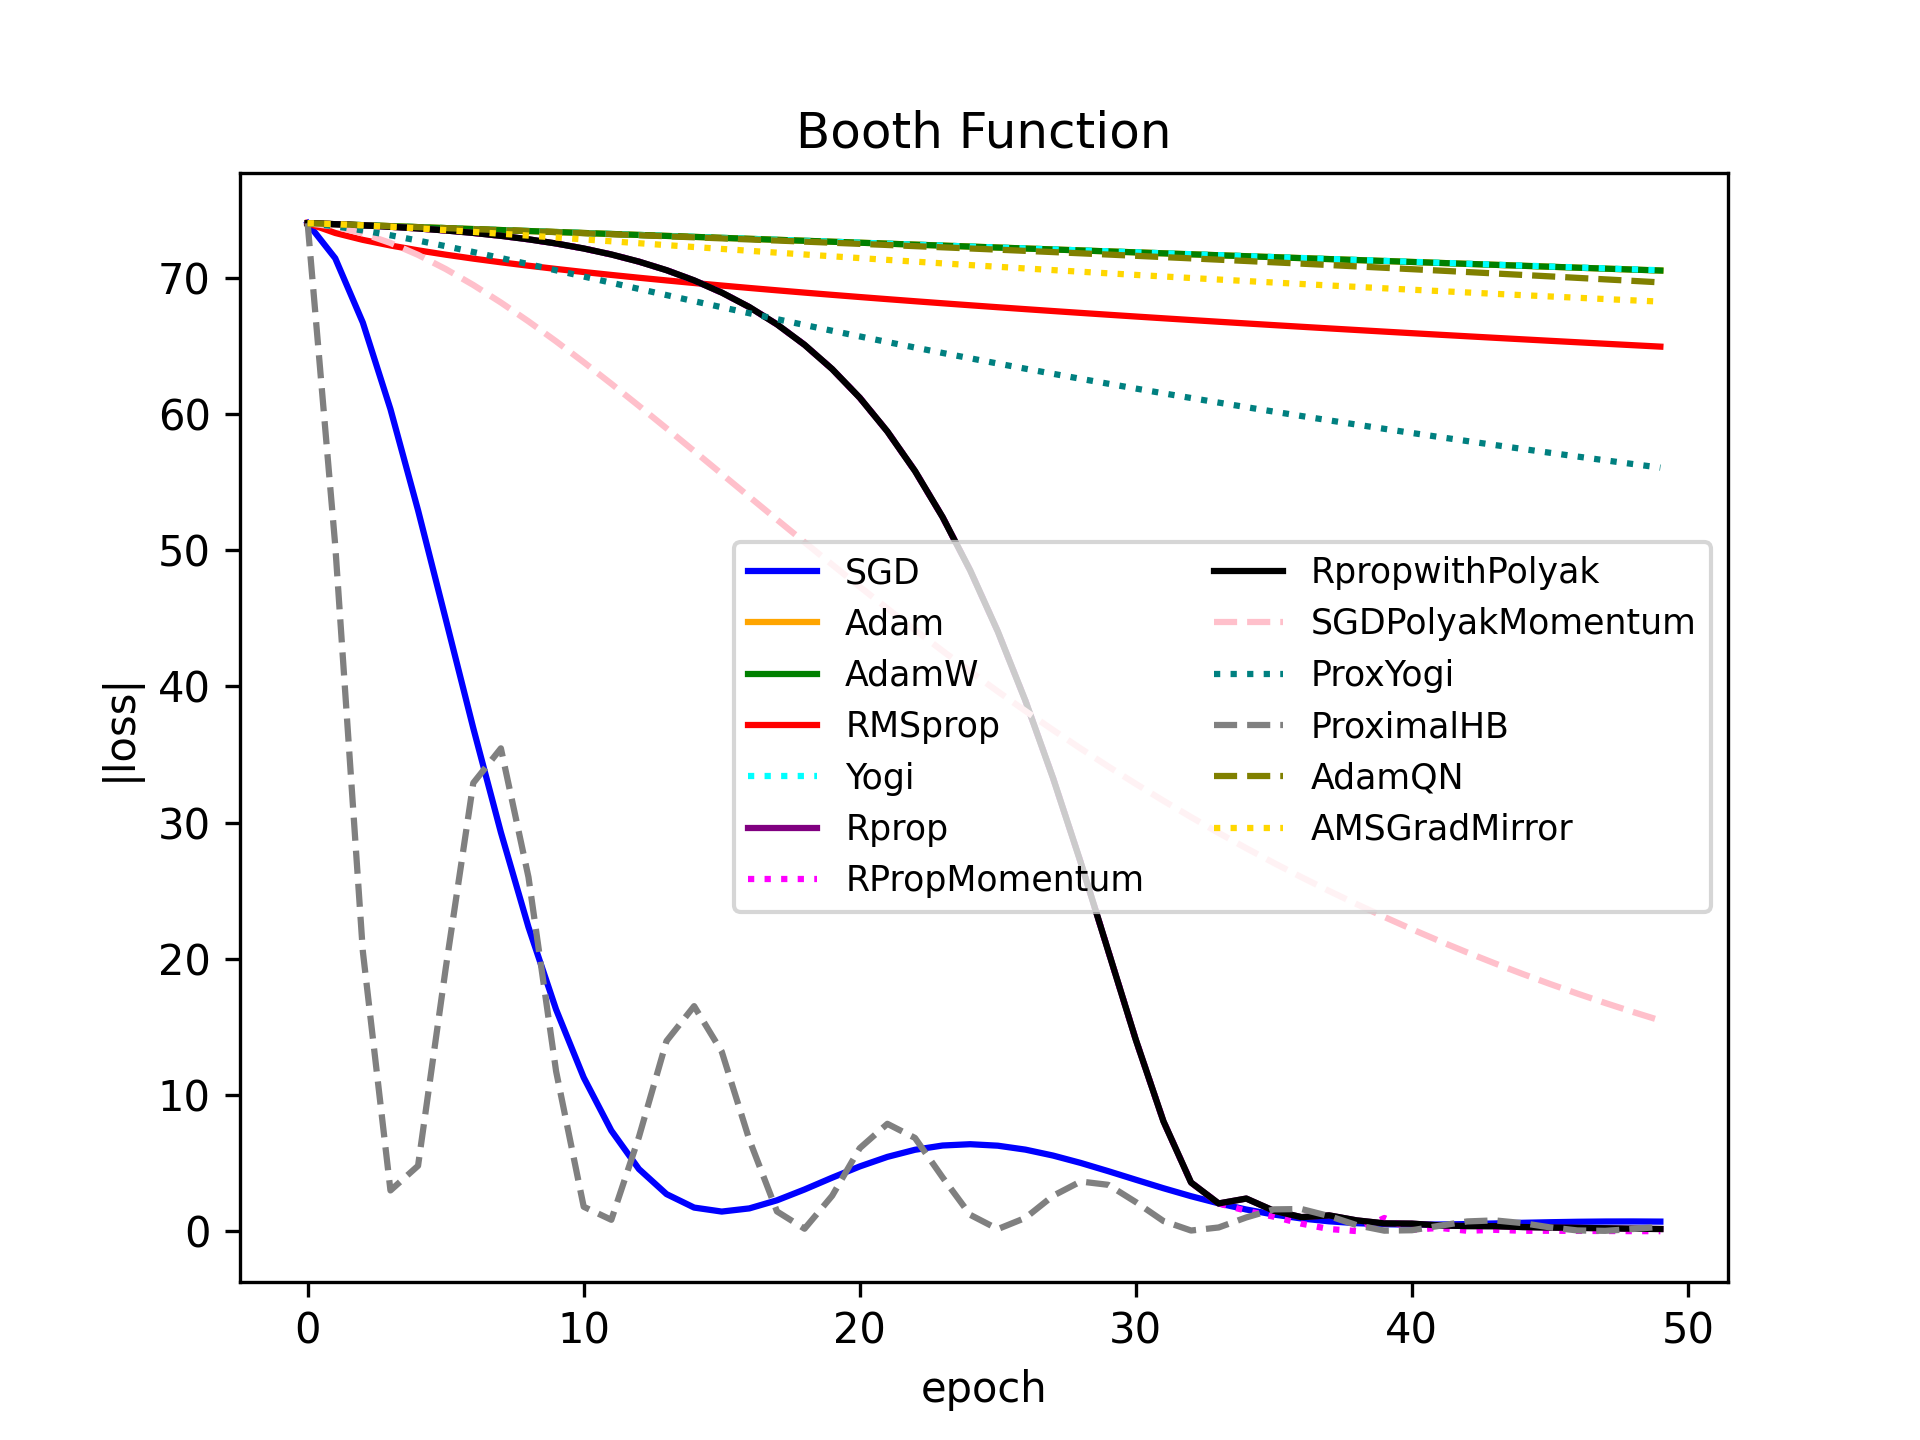 Booth Function
|loss|
70
60
50
40
30
20
10
0
SGD
Adam
AdamW
RMSprop
Yogi
Rprop
RPropMomentum
RpropwithPolyak
SGDPolyakMomentum
ProxYogi
ProximalHB
AdamQN
AMSGradMirror
0 10 20 30 40 50
epoch